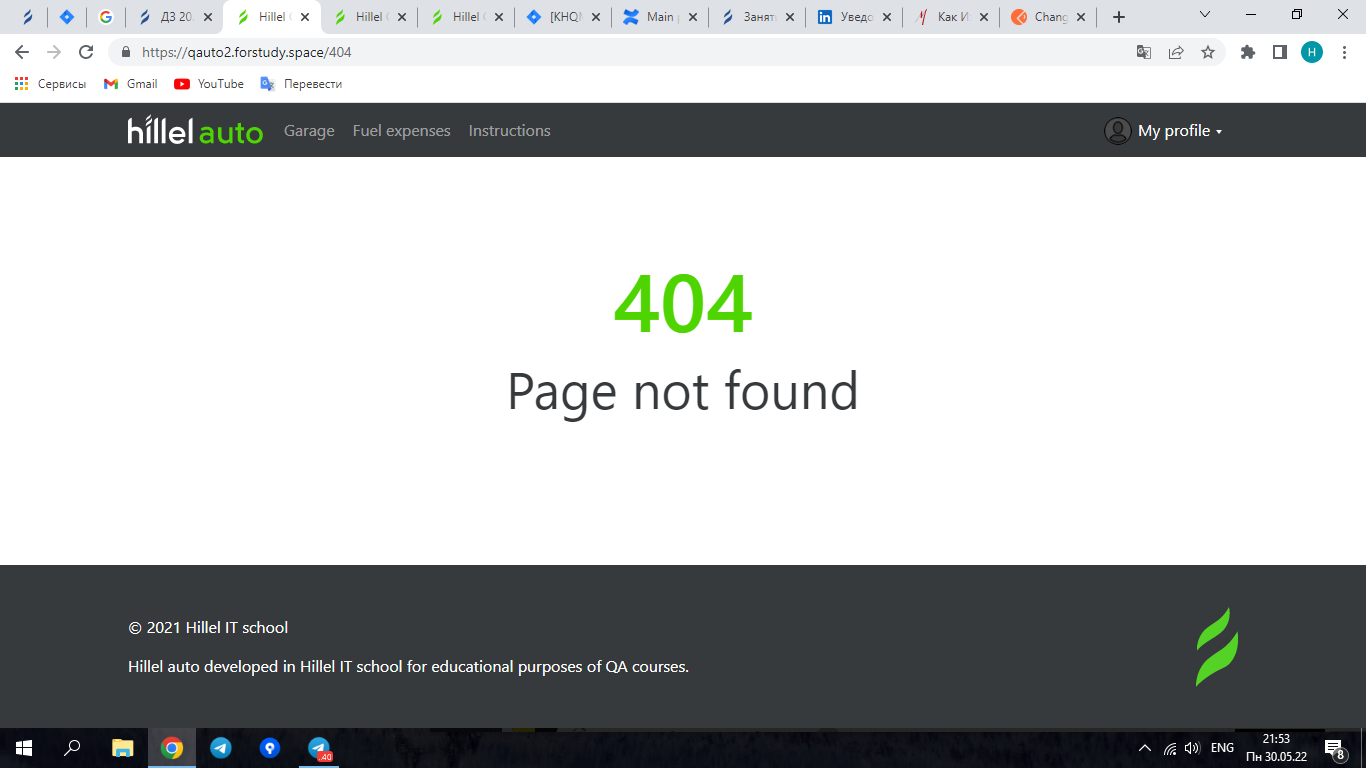 ДЗ 20.
Hillel
Hillel
Hillel
[KHQ
Main
Занят
Уведо
Как И
Chang
https://qauto2.forstudy.space/404
H
Сервисы Gmail YouTube Перевести
hillel auto Garage Fuel expenses Instructions My profile
404
Page not found
© 2021 Hillel IT school
Hillel auto developed in Hillel IT school for educational purposes of QA courses.
40
ENG
21:53
Пн 30.05.22
8